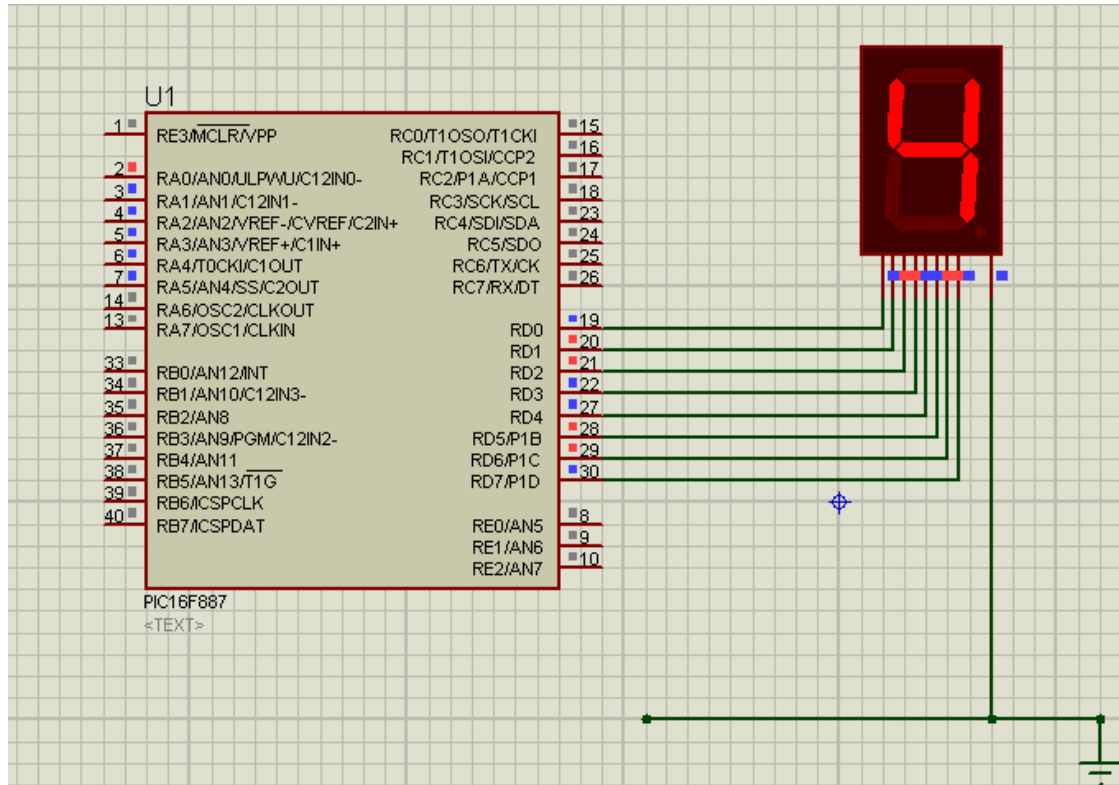 4
U1
1 RE3/MCLR/VPP
2 RA0/AN0/ULPWU/C12IN0-
3 RA1/AN1/C12IN1-
4 RA2/AN2/VREF-/CVREF/C2IN+
5 RA3/AN3/VREF+/C1IN+
6 RA4/T0CKI/C1OUT
7 RA5/AN4/SS/C2OUT
14 RA6/OSC2/CLKOUT
13 RA7/OSC1/CLKIN
33 RB0/AN12/INT
34 RB1/AN10/C12IN3-
35 RB2/AN8
36 RB3/AN9/PGM/C12IN2-
37 RB4/AN11
38 RB5/AN13/T1G
39 RB6/ICSPCLK
40 RB7/ICSPDAT
RC0/T1OSO/T1CKI 15
RC1/T1OSI/CCP2 16
RC2/P1A/CCP1 17
RC3/SCK/SCL 18
RC4/SDI/SDA 23
RC5/SDO 24
RC6/TX/CK 25
RC7/RX/DT 26
RD0 19
RD1 20
RD2 21
RD3 22
RD4 27
RD5/P1B 28
RD6/P1C 29
RD7/P1D 30
RE0/AN5 8
RE1/AN6 9
RE2/AN7 10
PIC16F887
<TEXT>